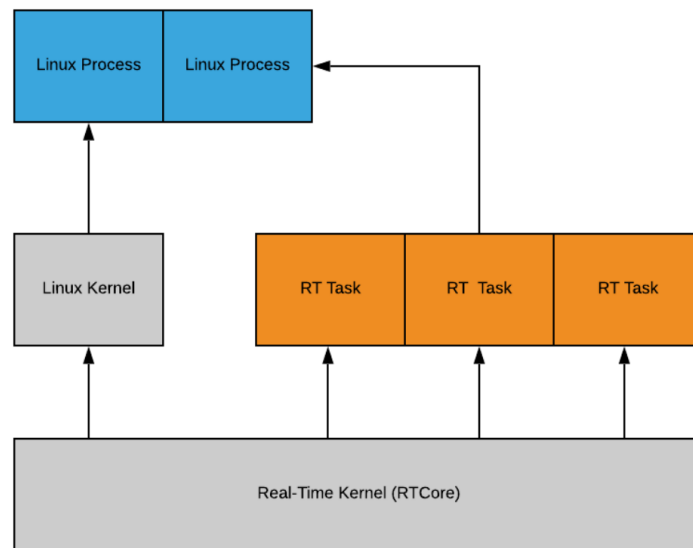 Linux Process
Linux Process
Linux Kernel
RT Task
RT Task
RT Task
Real-Time Kernel (RTCore)